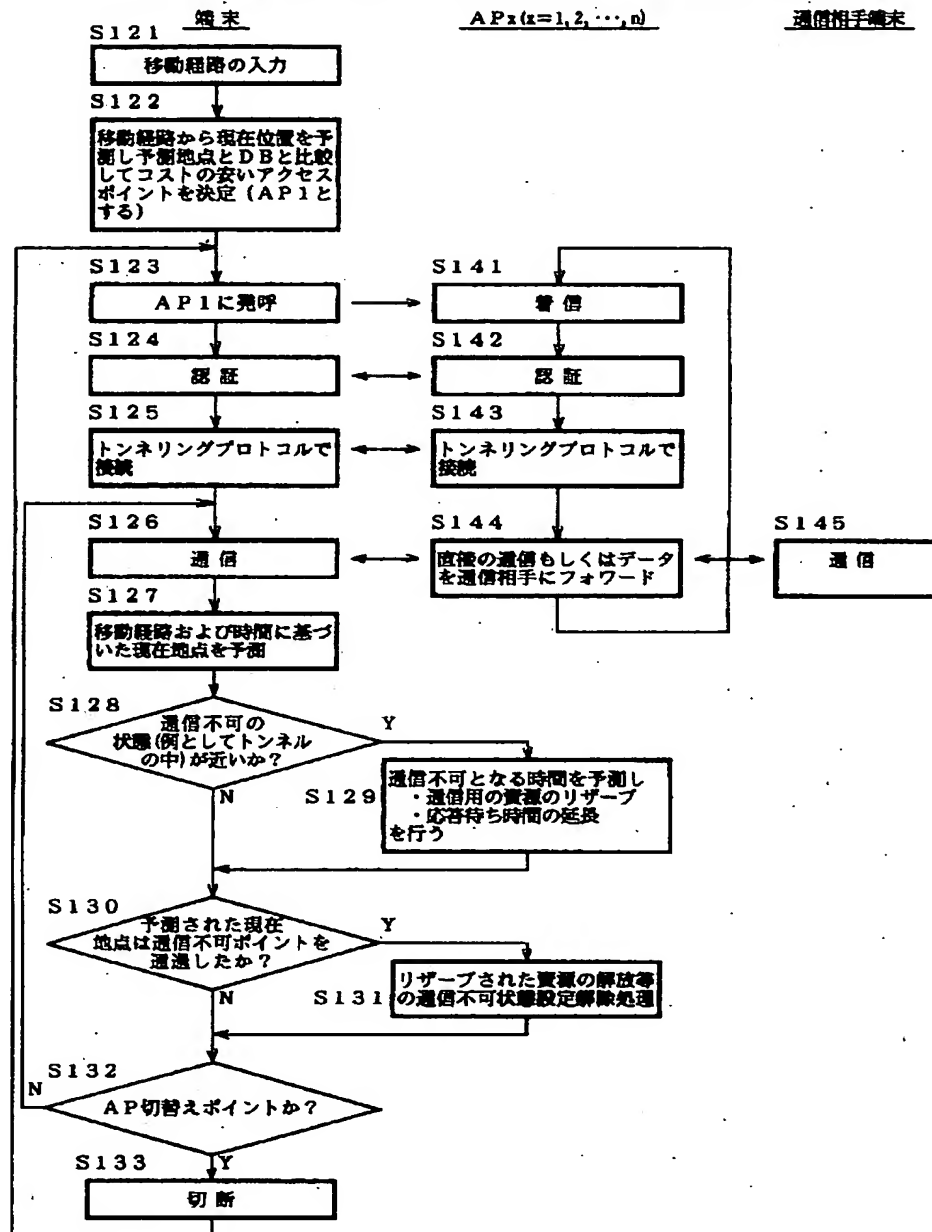 端末
APx(x=1, 2, ・・・, n)
通信相手端末
S121
移動経路の入力
S122
移動経路から現在位置を予
測し予測地点とDBと比較
してコストの安いアクセス
ポイントを決定（AP1と
する）
S123
AP1に発呼
S141
着信
S124
認証
S142
認証
S125
トンネリングプロトコルで
接続
S143
トンネリングプロトコルで
接続
S126
通信
S144
直接の通信もしくはデータ
を通信相手にフォワード
S145
通信
S127
移動経路および時間に基づ
いた現在地点を予測
S128
通信不可の
状態(例としてトンネル
の中)が近いか？
Y
N
S129
通信不可となる時間を予測し
・通信用の資源のリザーブ
・応答待ち時間の延長
を行う
S130
予測された現在
地点は通信不可ポイントを
通過したか？
Y
N
S131
リザーブされた資源の解放等
の通信不可状態設定解除処理
S132
N
AP切替えポイントか？
Y
S133
切断